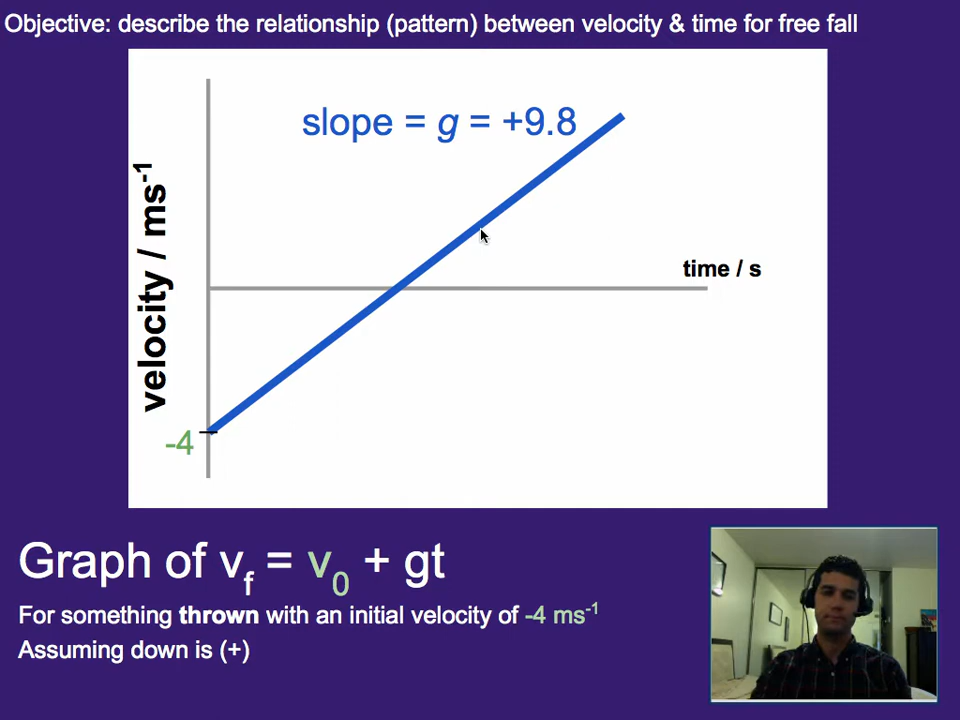 Objective: describe the relationship (pattern) between velocity & time for free fall
slope = g = +9.8
velocity / ms⁻¹
time / s
-4
Graph of v_f = v_0 + gt
For something thrown with an initial velocity of -4 ms⁻¹
Assuming down is (+)